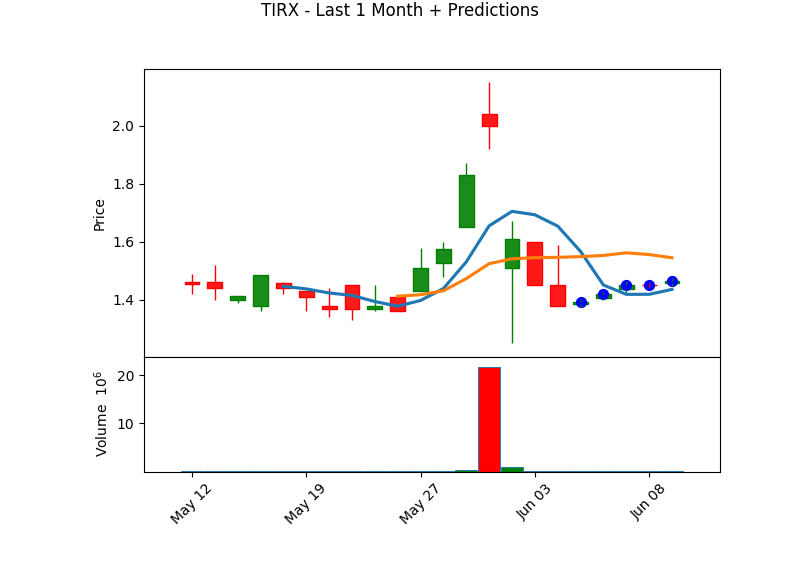 TIRX - Last 1 Month + Predictions
Price
2.0
1.8
1.6
1.4
Volume 10^6
20
10
May 12
May 19
May 27
Jun 03
Jun 08